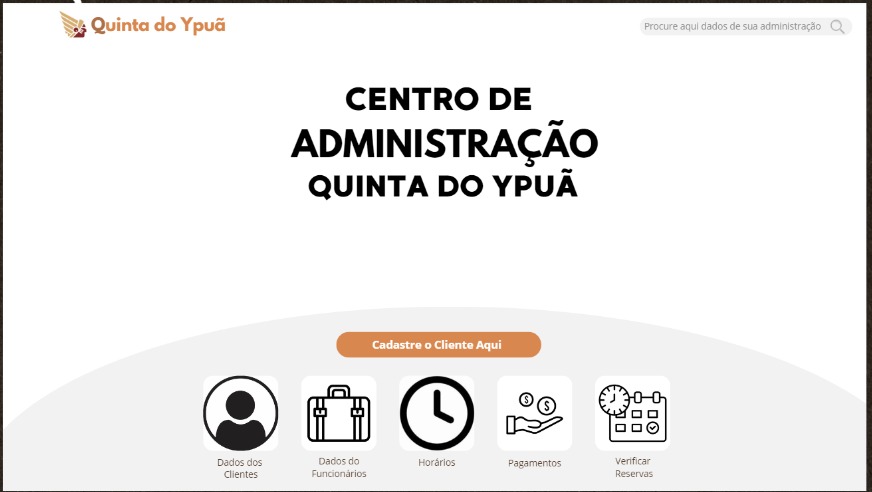 Quinta do Ypuã
Procure aqui dados de sua administração
CENTRO DE
ADMINISTRAÇÃO
QUINTA DO YPUÃ
Cadastre o Cliente Aqui
Dados dos
Clientes
Dados do
Funcionários
Horários
$ $
Pagamentos
Verificar
Reservas